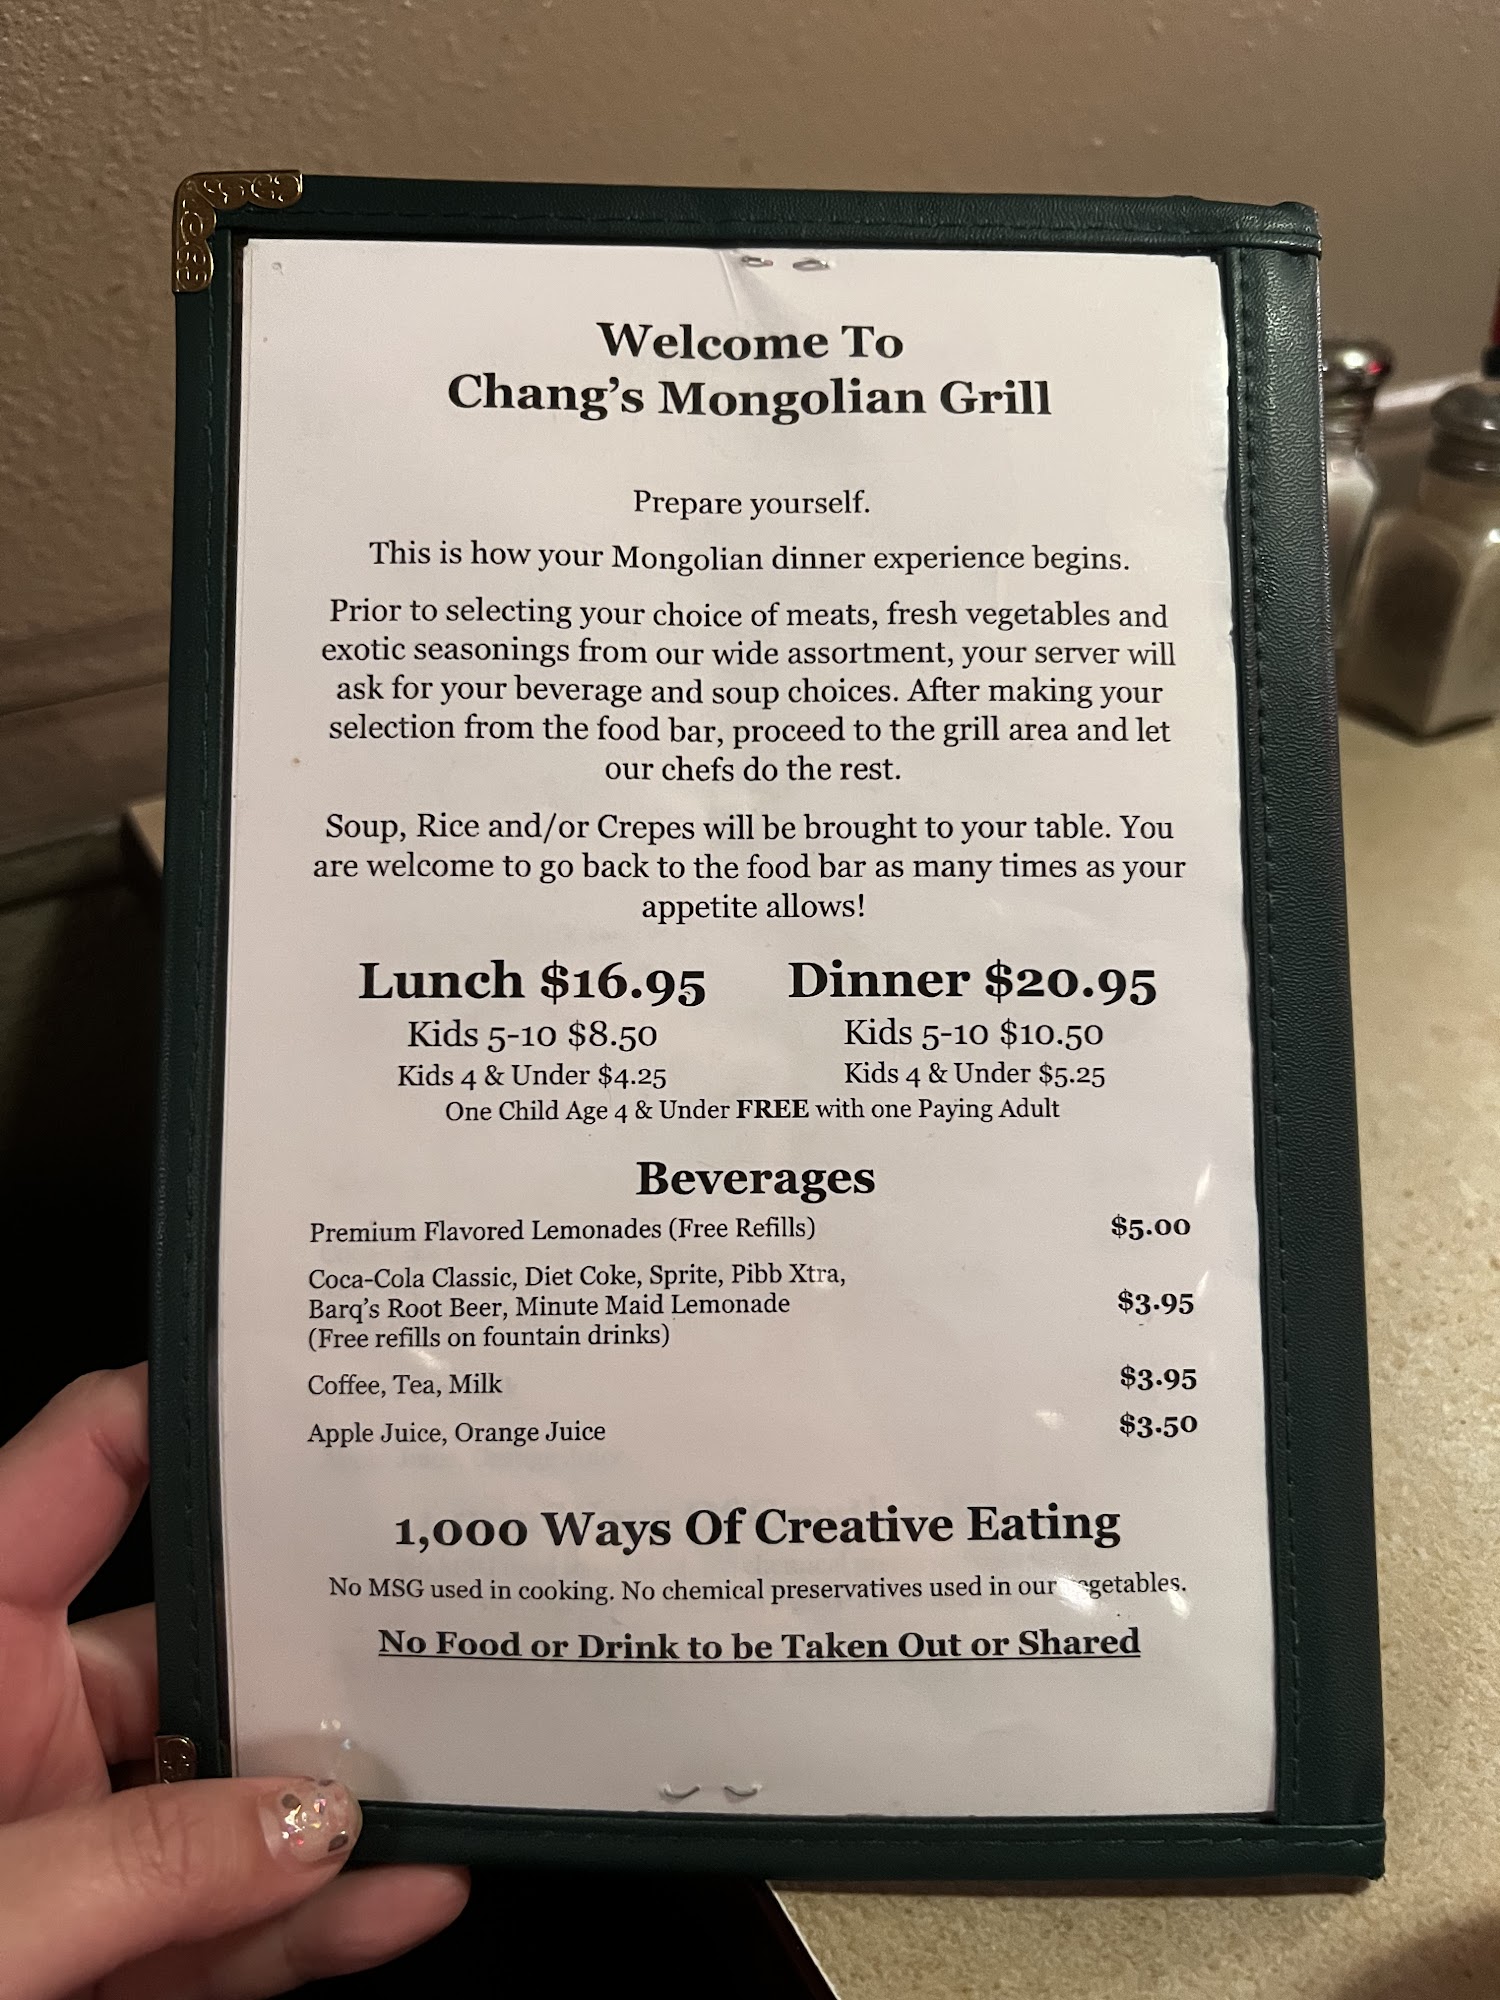 Welcome To
Chang's Mongolian Grill
Prepare yourself.
This is how your Mongolian dinner experience begins.
Prior to selecting your choice of meats, fresh vegetables and
exotic seasonings from our wide assortment, your server will
ask for your beverage and soup choices. After making your
selection from the food bar, proceed to the grill area and let
our chefs do the rest.
Soup, Rice and/or Crepes will be brought to your table. You
are welcome to go back to the food bar as many times as your
appetite allows!
Lunch $16.95 Dinner $20.95
Kids 5-10 $8.50 Kids 5-10 $10.50
Kids 4 & Under $4.25 Kids 4 & Under $5.25
One Child Age 4 & Under FREE with one Paying Adult
Beverages
Premium Flavored Lemonades (Free Refills) $5.00
Coca-Cola Classic, Diet Coke, Sprite, Pibb Xtra,
Barq's Root Beer, Minute Maid Lemonade $3.95
(Free refills on fountain drinks)
Coffee, Tea, Milk $3.95
Apple Juice, Orange Juice $3.50
1,000 Ways Of Creative Eating
No MSG used in cooking. No chemical preservatives used in our vegetables.
No Food or Drink to be Taken Out or Shared